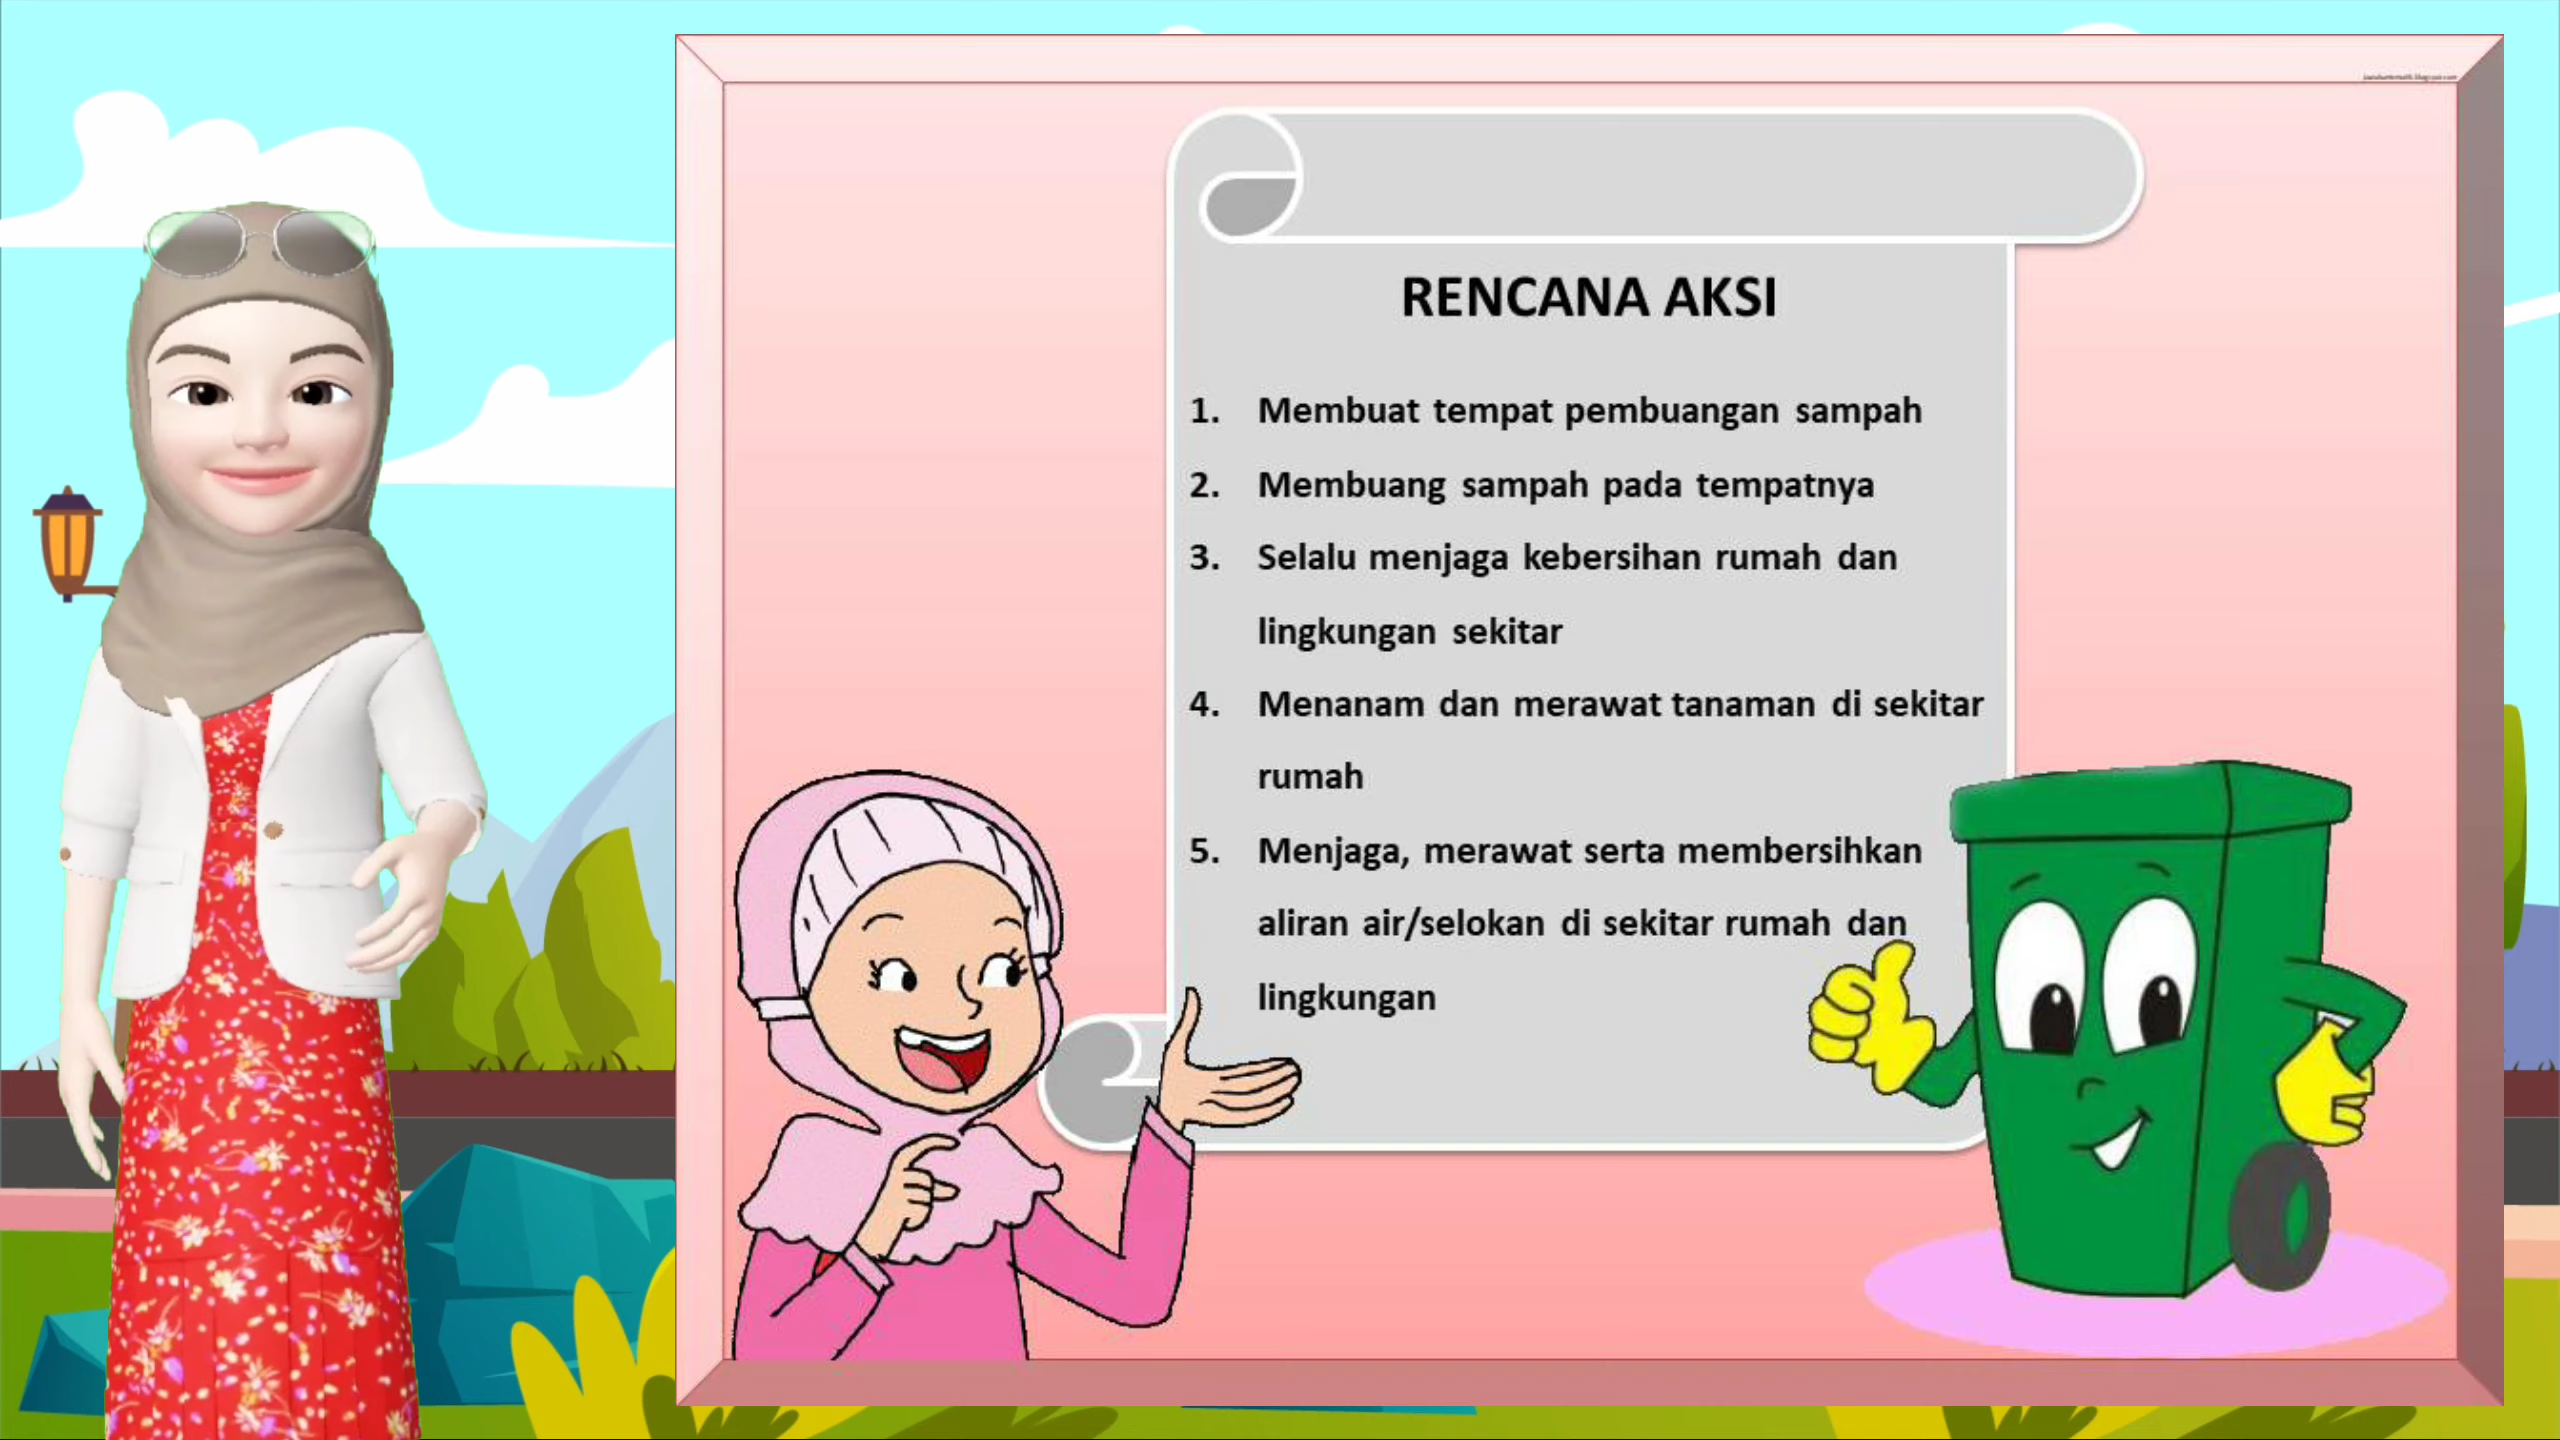 RENCANA AKSI
1. Membuat tempat pembuangan sampah
2. Membuang sampah pada tempatnya
3. Selalu menjaga kebersihan rumah dan
lingkungan sekitar
4. Menanam dan merawat tanaman di sekitar
rumah
5. Menjaga, merawat serta membersihkan
aliran air/selokan di sekitar rumah dan
lingkungan